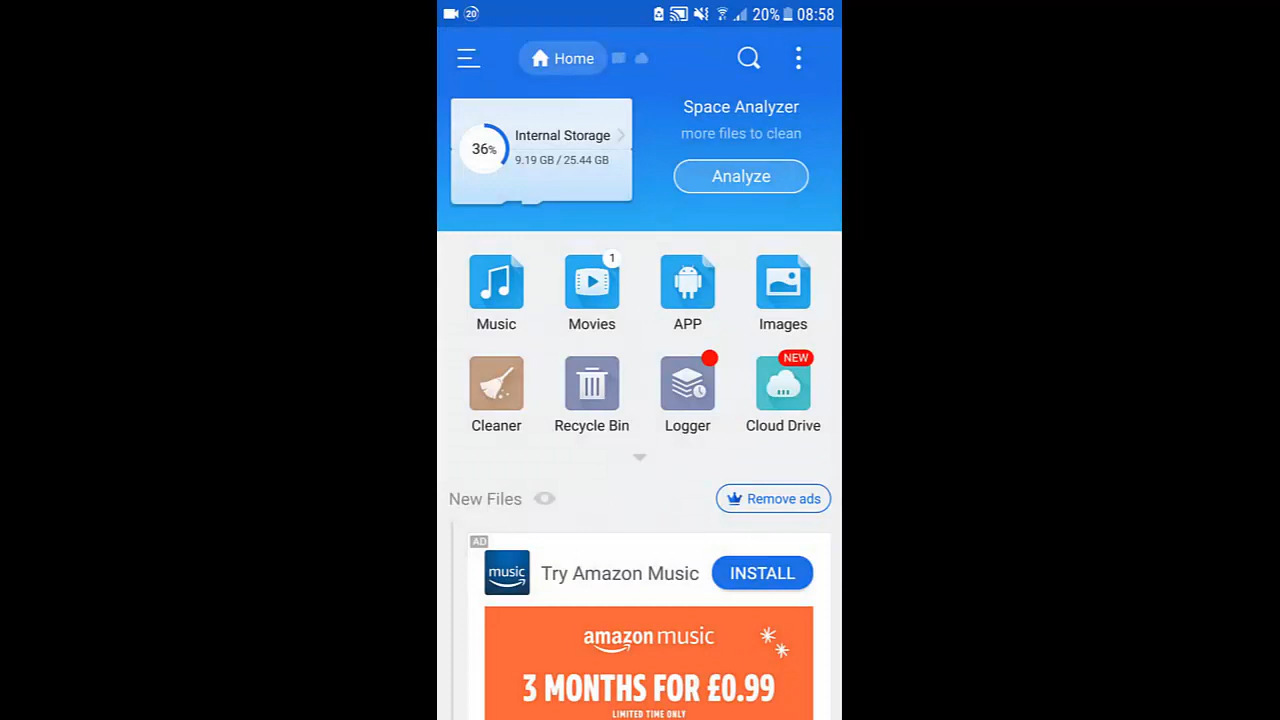 20
20% 08:58
Home
Space Analyzer
more files to clean
Analyze
36%
Internal Storage
9.19 GB / 25.44 GB
1
Music
Movies
APP
Images
NEW
Cleaner
Recycle Bin
Logger
Cloud Drive
New Files
Remove ads
AD
music
Try Amazon Music
INSTALL
amazon music
3 MONTHS FOR £0.99
LIMITED TIME ONLY